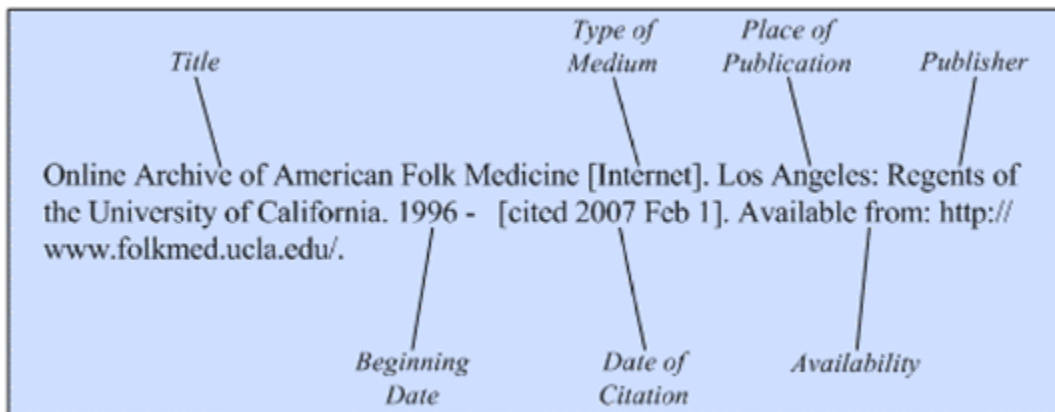 Type of Place of
Title Medium Publication Publisher
Online Archive of American Folk Medicine [Internet]. Los Angeles: Regents of
the University of California. 1996 - [cited 2007 Feb 1]. Available from: http://
www.folkmed.ucla.edu/.
Beginning Date of Availability
Date Citation